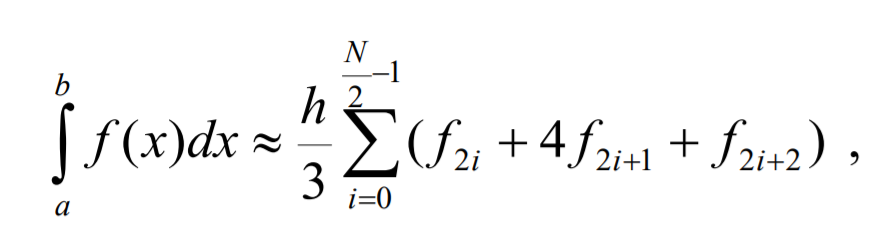 ∫_a^b f(x)dx ≈ h/3 ∑_{i=0}^{N/2−1} (f_{2i} + 4f_{2i+1} + f_{2i+2}) ,